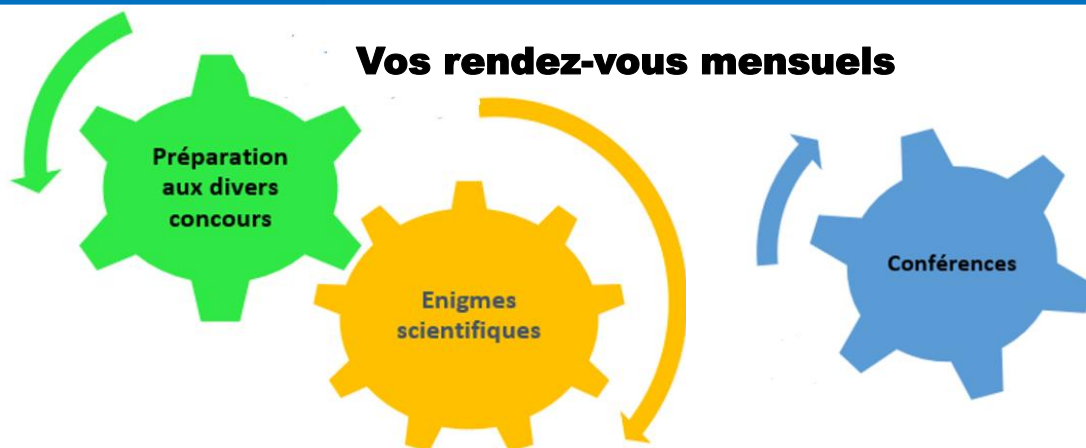 Vos rendez-vous mensuels
Préparation
aux divers
concours
Enigmes
scientifiques
Conférences